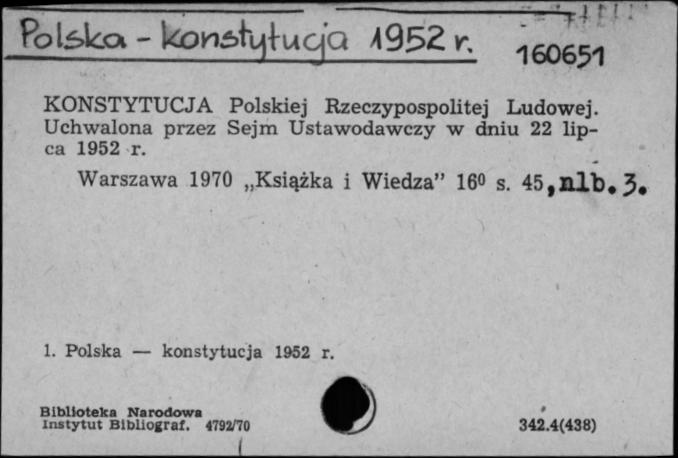 Polska - konstytucja 1952 r.
160651
KONSTYTUCJA Polskiej Rzeczypospolitej Ludowej.
Uchwalona przez Sejm Ustawodawczy w dniu 22 lip-
ca 1952 r.
Warszawa 1970 „Książka i Wiedza” 16⁰ s. 45, nlb. 3.
1. Polska — konstytucja 1952 r.
Biblioteka Narodowa
Instytut Bibliograf. 4792/70
342.4(438)